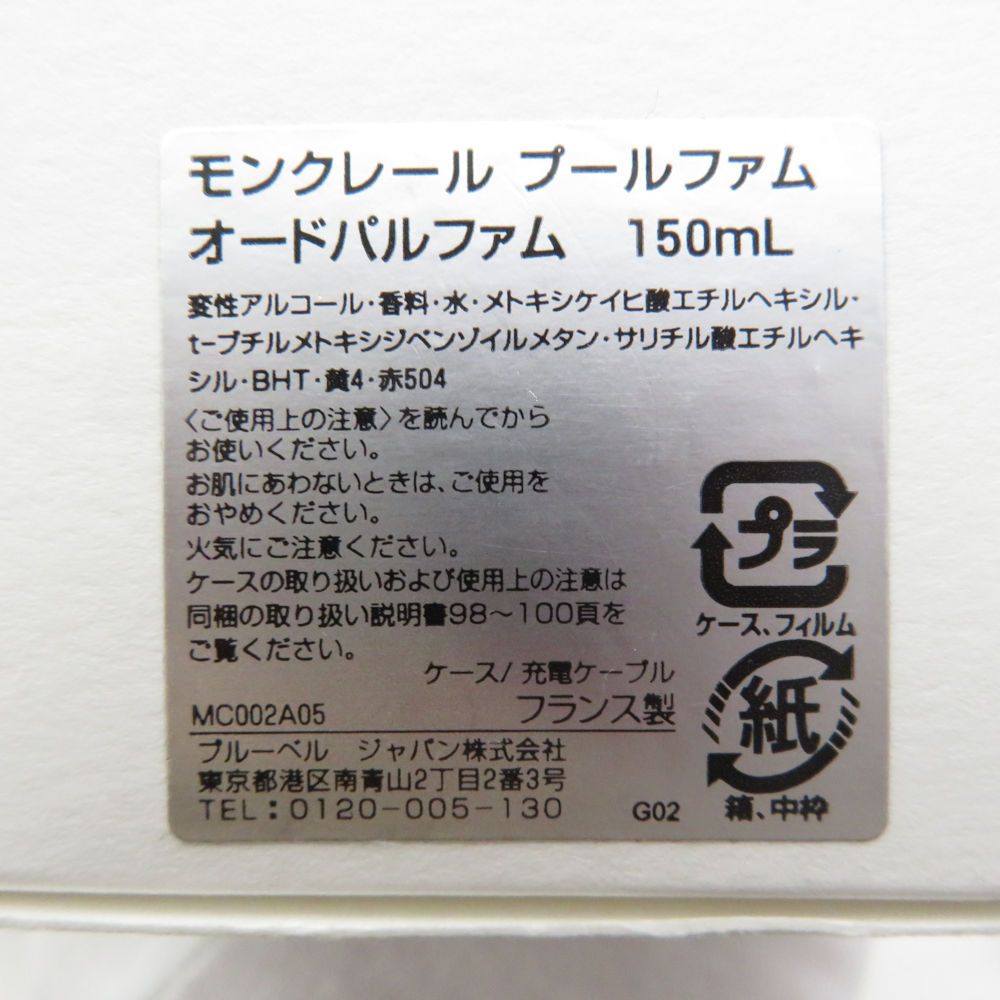 モンクレール プールファム
オードパルファム 150mL
変性アルコール・香料・水・メトキシケイヒ酸エチルヘキシル・
t-ブチルメトキシジベンゾイルメタン・サリチル酸エチルヘキ
シル・BHT・黄4・赤504
〈ご使用上の注意〉を読んでから
お使いください。
お肌にあわないときは、ご使用を
おやめください。
火気にご注意ください。
ケースの取り扱いおよび使用上の注意は
同梱の取り扱い説明書98〜100頁を
ご覧ください。
ケース/ 充電ケーブル
MC002A05 フランス製
ブルーベル ジャパン株式会社
東京都港区南青山2丁目2番3号
TEL:0120-005-130 G02
プラ
ケース、フィルム
紙
箱、中枠